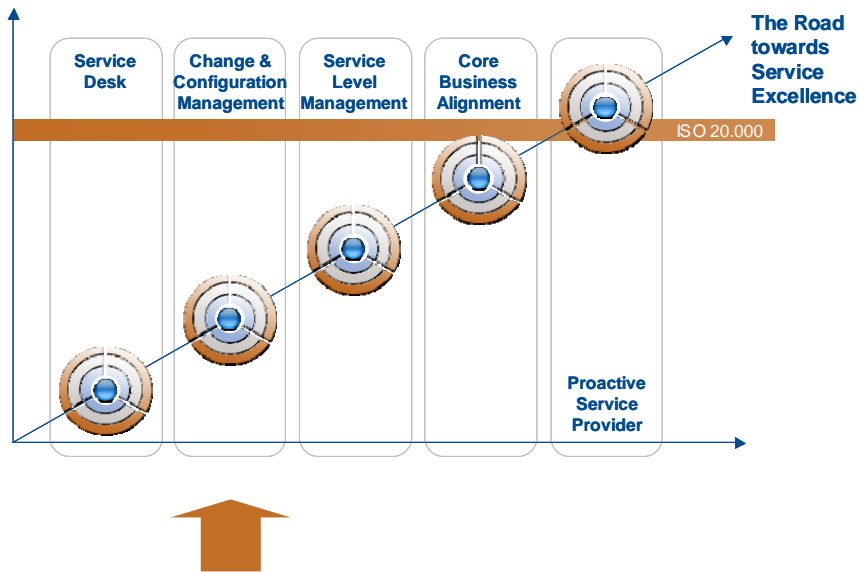 Service
Desk
Change &
Configuration
Management
Service
Level
Management
Core
Business
Alignment
The Road
towards
Service
Excellence
ISO 20.000
Proactive
Service
Provider